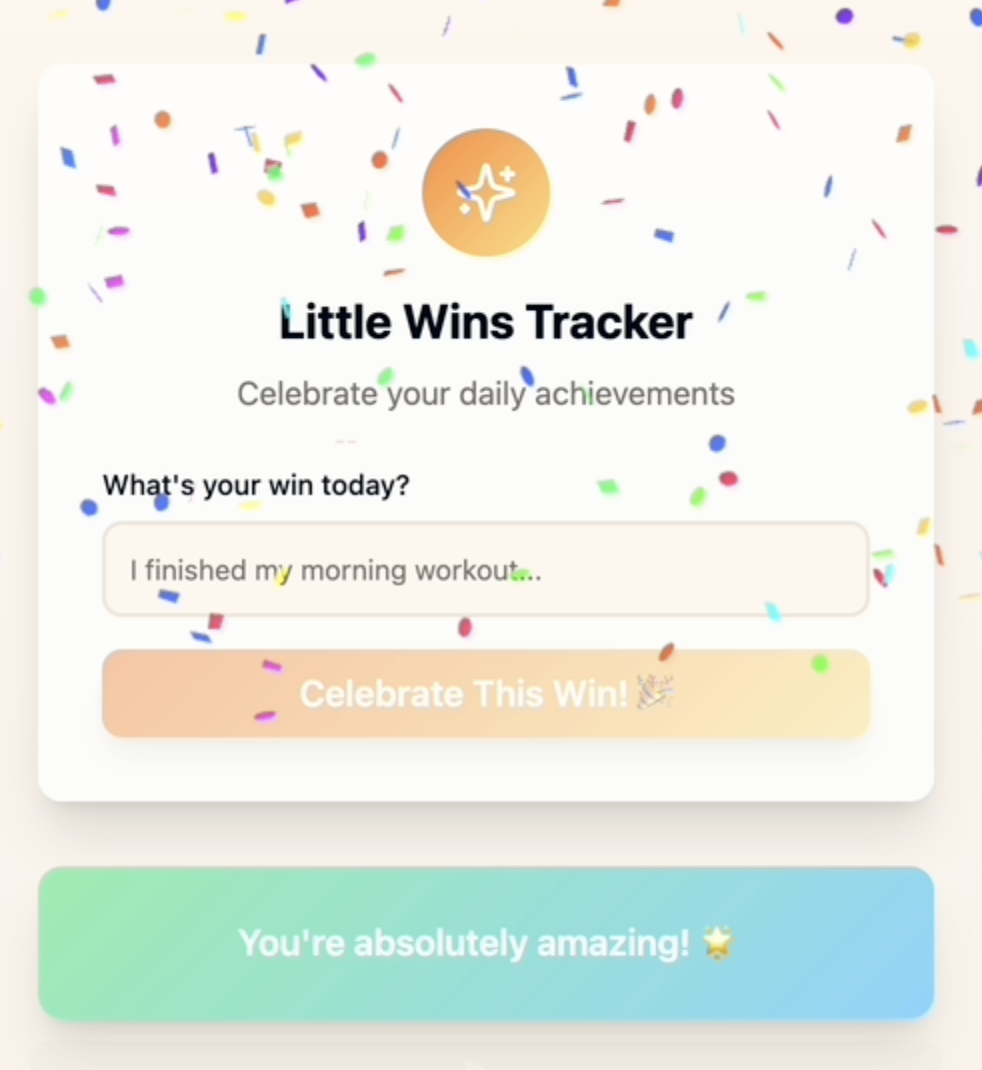 Little Wins Tracker
Celebrate your daily achievements
What's your win today?
I finished my morning workout...
Celebrate This Win! 🎉
You're absolutely amazing! 🌟